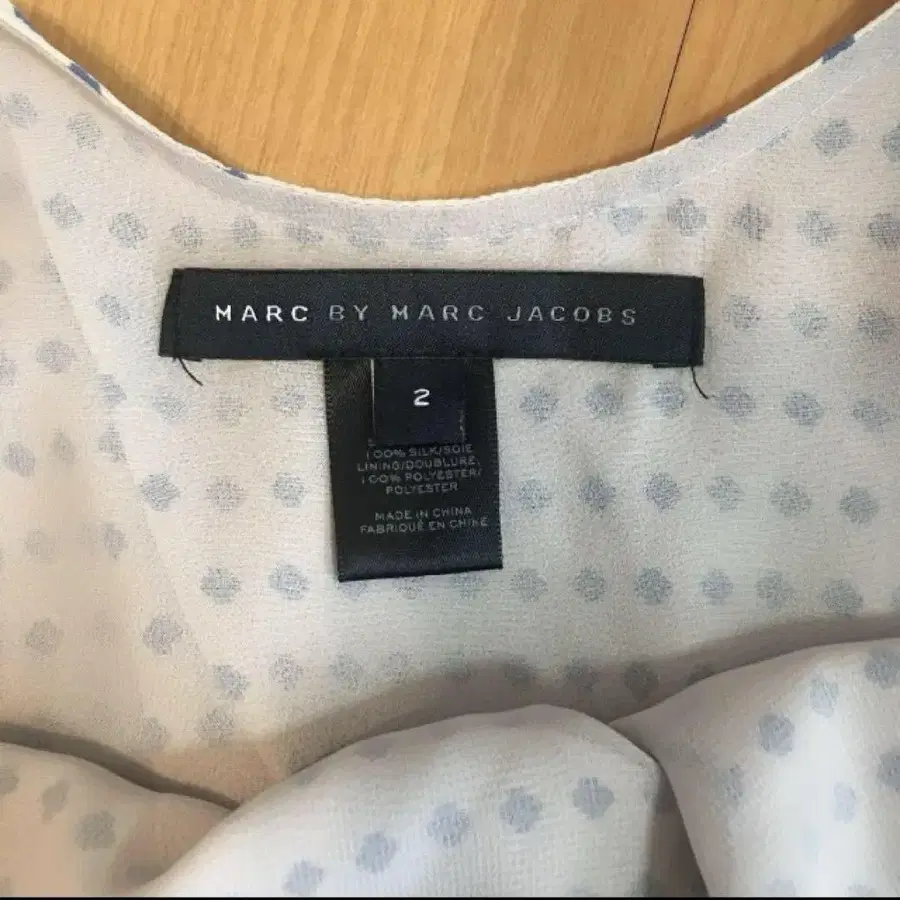 MARC BY MARC JACOBS
2
100% SILK/SOIE
LINING/DOUBLURE,
100% POLYESTER/
POLYESTER
MADE IN CHINA
FABRIQUÉ EN CHINE